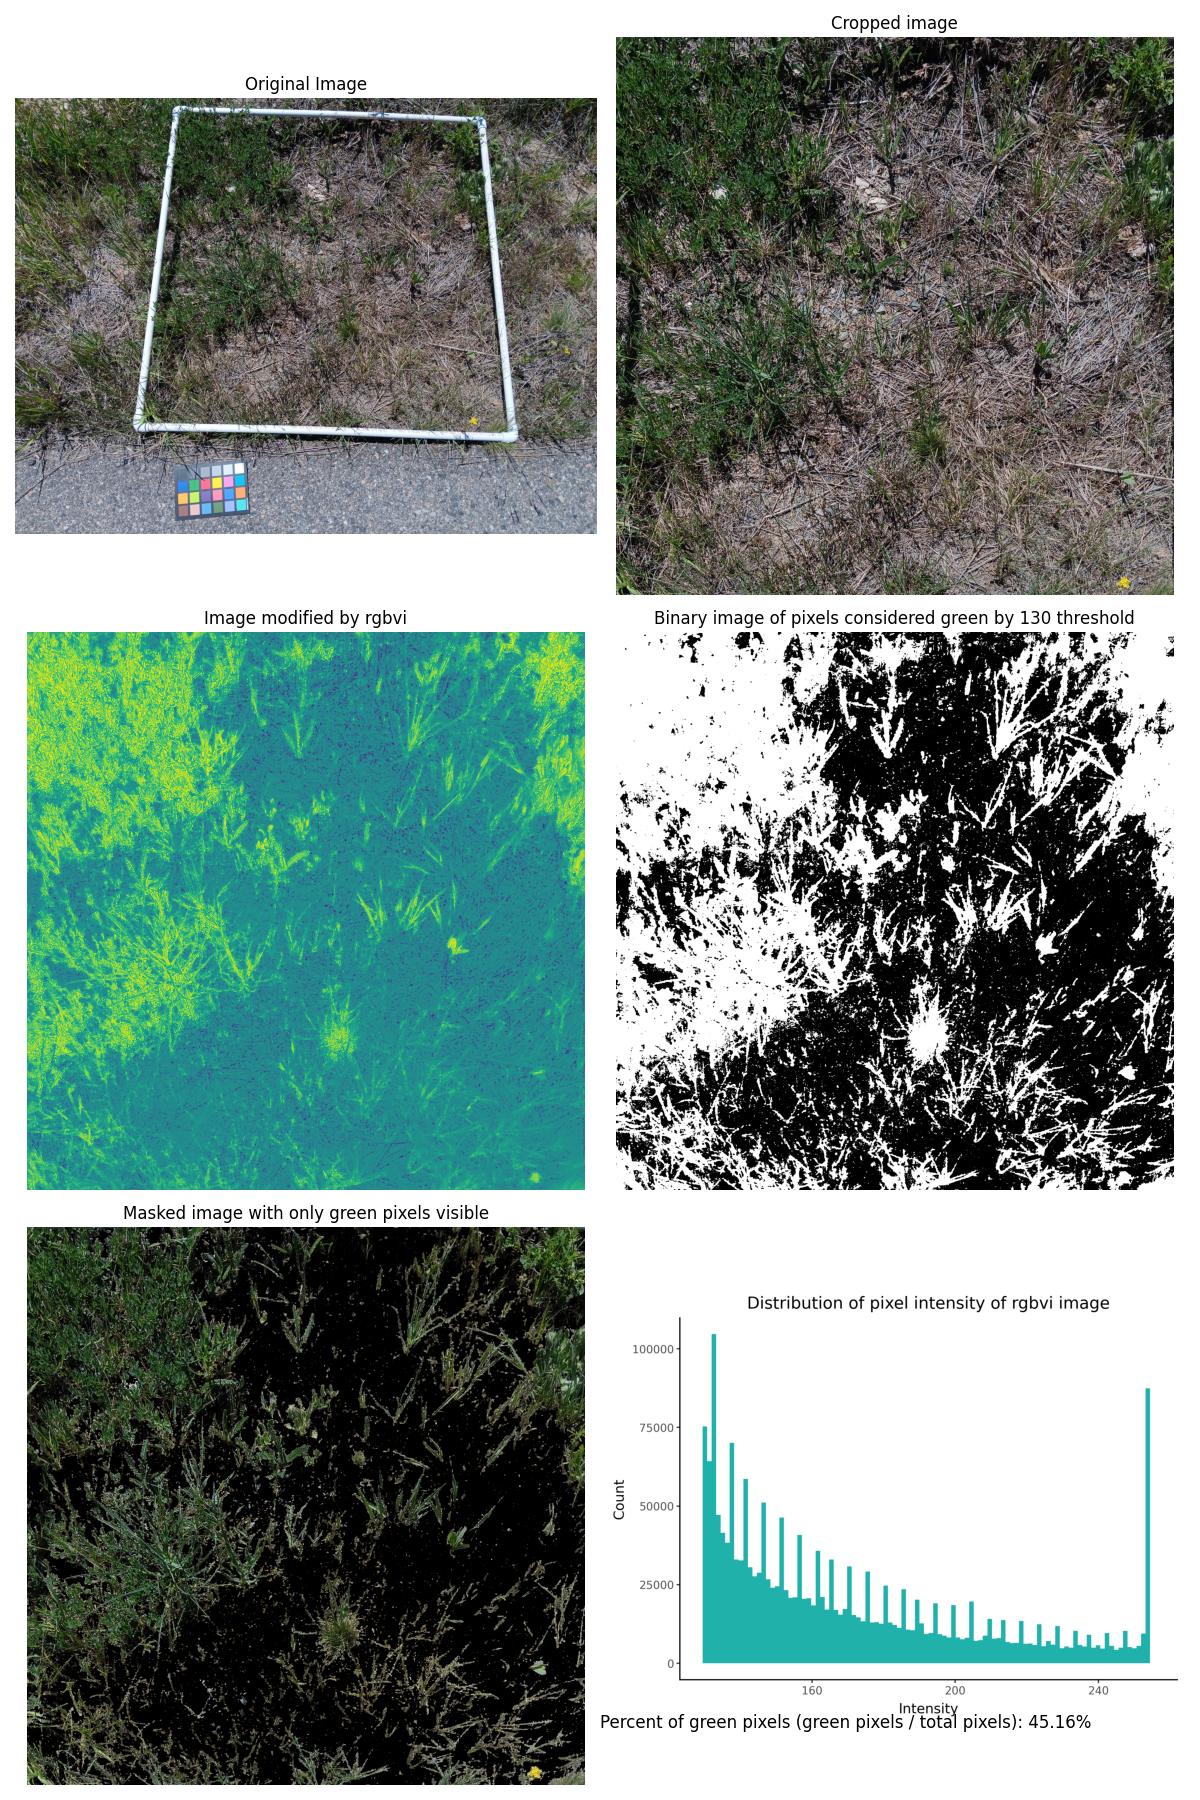 Original Image
Cropped image
Image modified by rgbvi
Binary image of pixels considered green by 130 threshold
Masked image with only green pixels visible
Distribution of pixel intensity of rgbvi image
100000
75000
50000
25000
0
Count
160
200
240
Intensity
Percent of green pixels (green pixels / total pixels): 45.16%